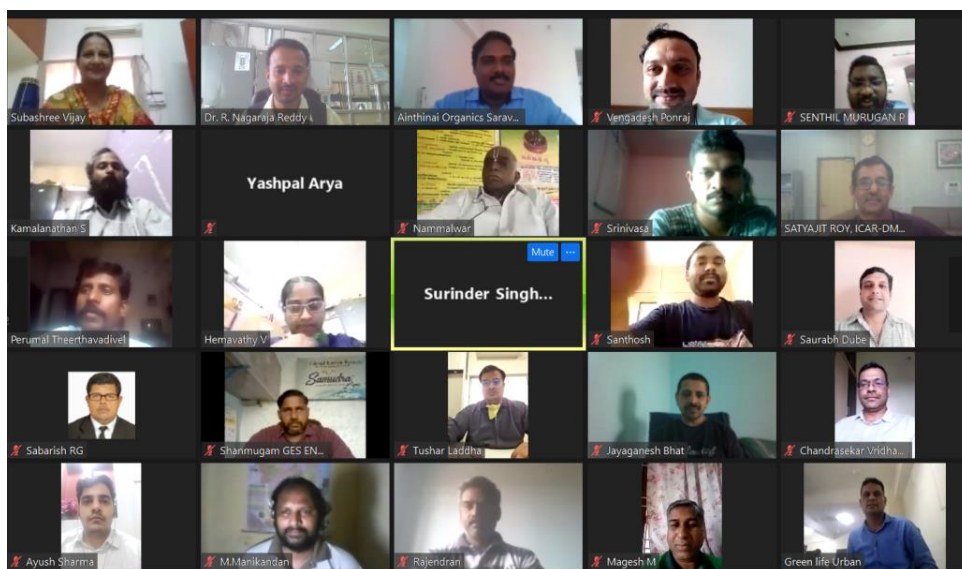 Subashree Vijay
Dr. R. Nagaraja Reddy
Ainthinai Organics Sarav...
Vengadesh Ponraj
SENTHIL MURUGAN P
Kamalanathan S
Yashpal Arya
Nammalwar
Srinivasa
SATYAJIT ROY, ICAR-DM...
Perumal Theerthavadivel
Hemavathy V
Mute ...
Surinder Singh...
Santhosh
Saurabh Dube
Sabarish RG
Samudra
Shanmugam GES EN...
Tushar Laddha
Jayaganesh Bhat
Chandrasekar Vridha...
Ayush Sharma
M.Manikandan
Rajendran
Magesh M
Green life Urban